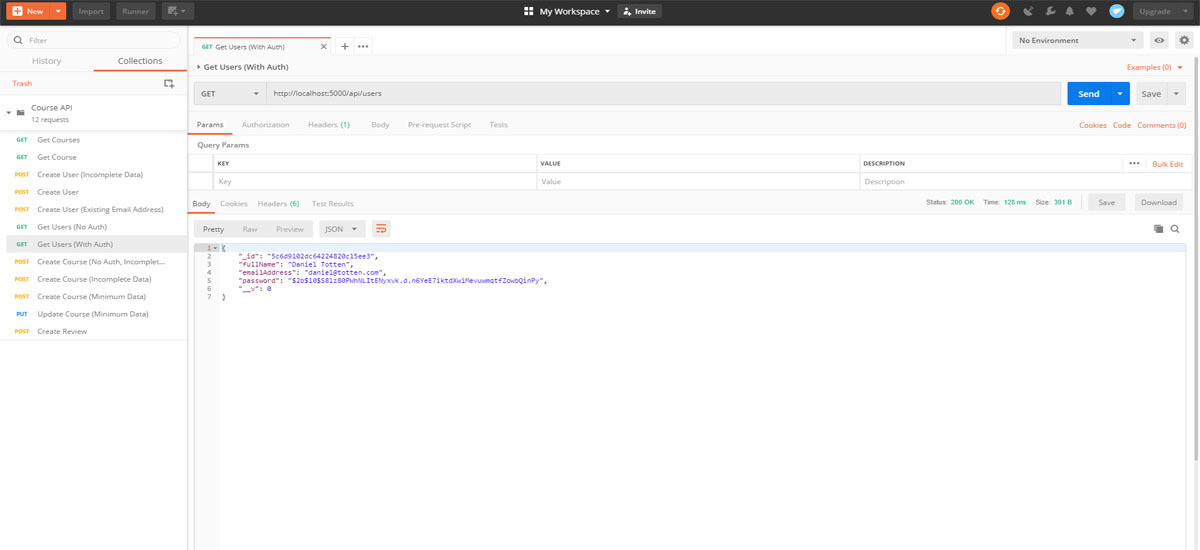 New Import Runner My Workspace Invite Upgrade
Filter
History Collections
Trash
Course API
12 requests
GET Get Courses
GET Get Course
POST Create User (Incomplete Data)
POST Create User
POST Create User (Existing Email Address)
GET Get Users (No Auth)
GET Get Users (With Auth)
POST Create Course (No Auth, Incomplet...
POST Create Course (Incomplete Data)
POST Create Course (Minimum Data)
PUT Update Course (Minimum Data)
POST Create Review
GET Get Users (With Auth)
No Environment
Get Users (With Auth) Examples (0)
GET http://localhost:5000/api/users Send Save
Params Authorization Headers (1) Body Pre-request Script Tests Cookies Code Comments (0)
Query Params
KEY VALUE DESCRIPTION Bulk Edit
Key Value Description
Body Cookies Headers (6) Test Results Status: 200 OK Time: 128 ms Size: 391 B Save Download
Pretty Raw Preview JSON
1 {
2 "_id": "5c6d9102dc64224820c15ee3",
3 "fullName": "Daniel Totten",
4 "emailAddress": "daniel@totten.com",
5 "password":
6 "__v": 0
7 }